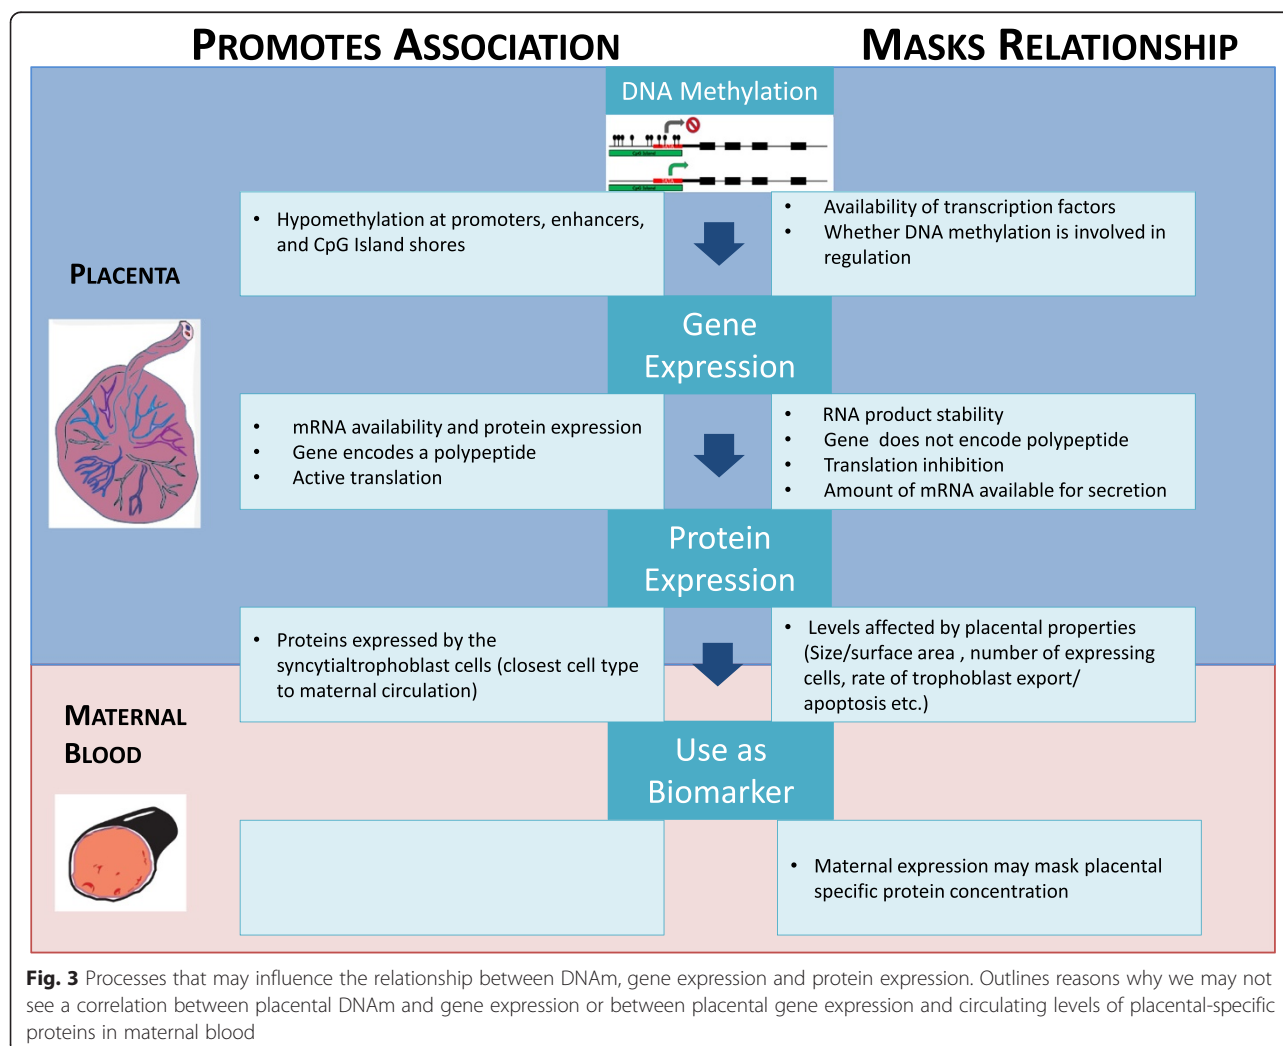 PROMOTES ASSOCIATION
MASKS RELATIONSHIP
DNA Methylation
CpG Island
CpG Island
• Hypomethylation at promoters, enhancers,
and CpG Island shores
• Availability of transcription factors
• Whether DNA methylation is involved in
regulation
PLACENTA
Gene
Expression
• mRNA availability and protein expression
• Gene encodes a polypeptide
• Active translation
• RNA product stability
• Gene does not encode polypeptide
• Translation inhibition
• Amount of mRNA available for secretion
Protein
Expression
• Proteins expressed by the
syncytialtrophoblast cells (closest cell type
to maternal circulation)
• Levels affected by placental properties
(Size/surface area , number of expressing
cells, rate of trophoblast export/
apoptosis etc.)
MATERNAL
BLOOD
Use as
Biomarker
• Maternal expression may mask placental
specific protein concentration
Fig. 3 Processes that may influence the relationship between DNAm, gene expression and protein expression. Outlines reasons why we may not
see a correlation between placental DNAm and gene expression or between placental gene expression and circulating levels of placental-specific
proteins in maternal blood